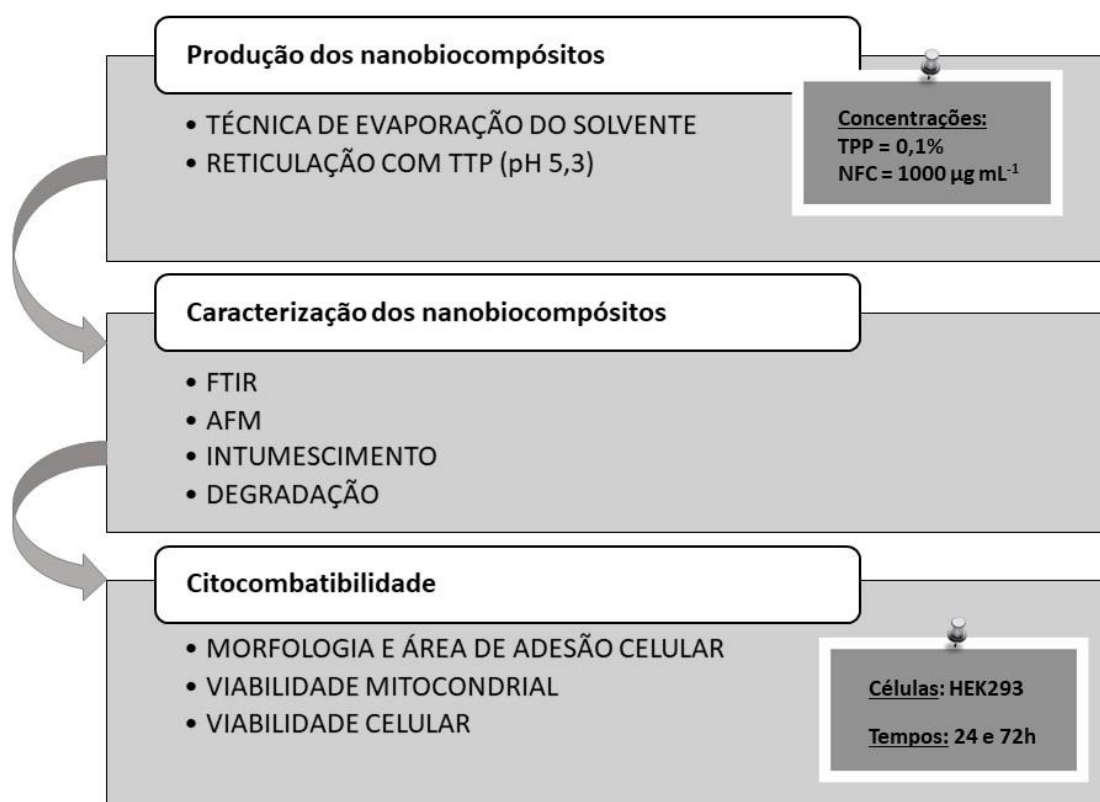 Produção dos nanobiocompósitos
• TÉCNICA DE EVAPORAÇÃO DO SOLVENTE
• RETICULAÇÃO COM TTP (pH 5,3)
Concentrações:
TPP = 0,1%
NFC = 1000 µg mL⁻¹
Caracterização dos nanobiocompósitos
• FTIR
• AFM
• INTUMESCIMENTO
• DEGRADAÇÃO
Citocombatibilidade
• MORFOLOGIA E ÁREA DE ADESÃO CELULAR
• VIABILIDADE MITOCONDRIAL
• VIABILIDADE CELULAR
Células: HEK293
Tempos: 24 e 72h